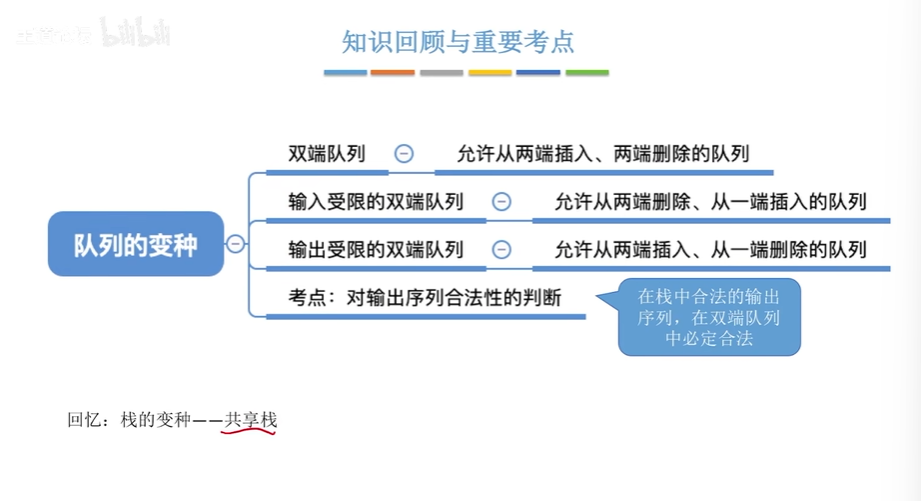 bilibili
知识回顾与重要考点
双端队列
允许从两端插入、两端删除的队列
输入受限的双端队列
允许从两端删除、从一端插入的队列
队列的变种
输出受限的双端队列
允许从两端插入、从一端删除的队列
考点：对输出序列合法性的判断
在栈中合法的输出
序列，在双端队列
中必定合法
回忆：栈的变种——共享栈